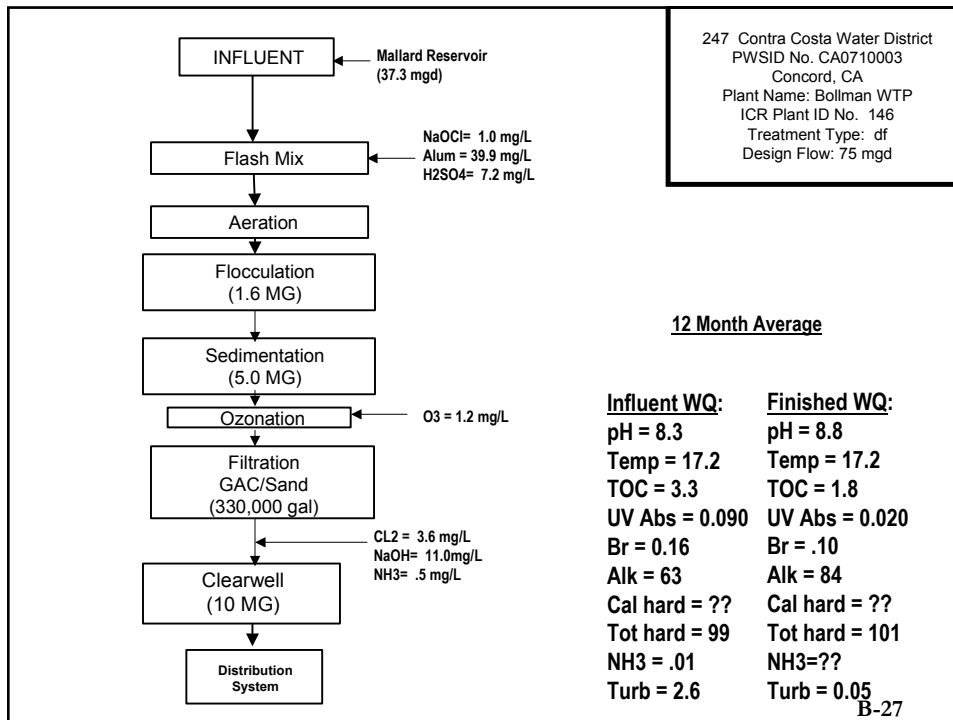 247 Contra Costa Water District
PWSID No. CA0710003
Concord, CA
Plant Name: Bollman WTP
ICR Plant ID No. 146
Treatment Type: df
Design Flow: 75 mgd
INFLUENT
Mallard Reservoir
(37.3 mgd)
Flash Mix
NaOCl= 1.0 mg/L
Alum = 39.9 mg/L
H2SO4= 7.2 mg/L
Aeration
Flocculation
(1.6 MG)
Sedimentation
(5.0 MG)
Ozonation
O3 = 1.2 mg/L
Filtration
GAC/Sand
(330,000 gal)
CL2 = 3.6 mg/L
NaOH= 11.0mg/L
NH3= .5 mg/L
Clearwell
(10 MG)
Distribution
System
12 Month Average
Influent WQ:
pH = 8.3
Temp = 17.2
TOC = 3.3
UV Abs = 0.090
Br = 0.16
Alk = 63
Cal hard = ??
Tot hard = 99
NH3 = .01
Turb = 2.6
Finished WQ:
pH = 8.8
Temp = 17.2
TOC = 1.8
UV Abs = 0.020
Br = .10
Alk = 84
Cal hard = ??
Tot hard = 101
NH3=??
Turb = 0.05
B-27